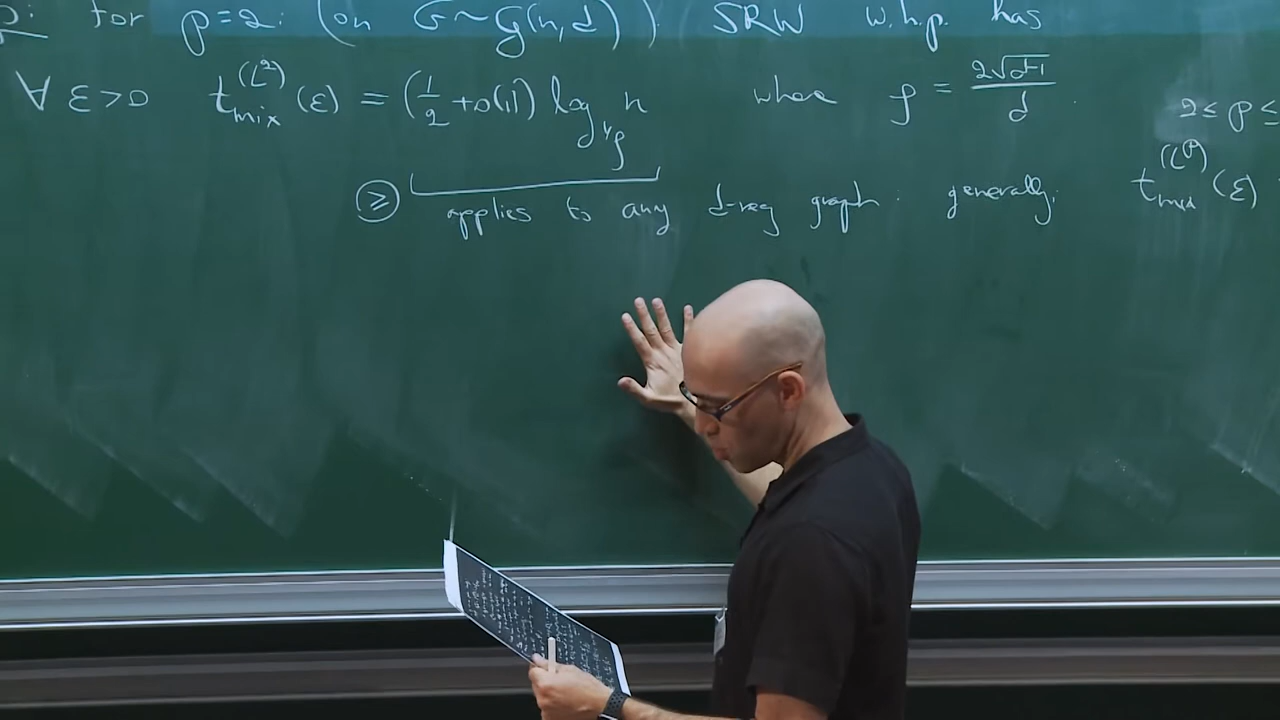 p: for p=2: (on G~G(n,d)) SRW w.h.p. has
∀ ε>0 t_mix^(L²)(ε) = (1/2 + o(1)) log_{1/ρ} n where ρ = 2√(d-1)/d .
2 ≤ p ≤
≥ applies to any d-reg graph. generally: t_mix^(L^p)(ε)